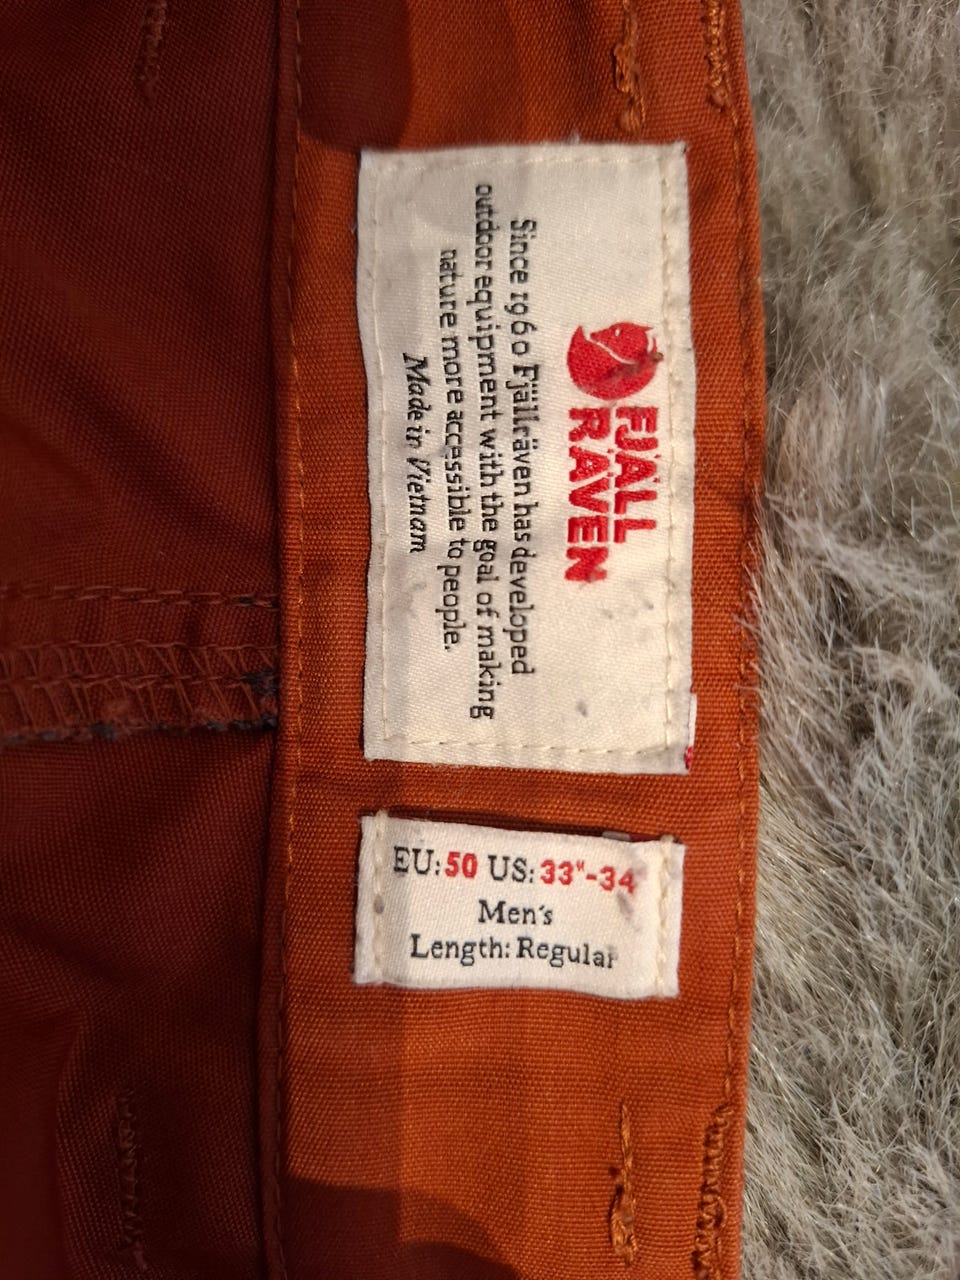 FJÄLL
RÄVEN
Since 1960 Fjällräven has developed
outdoor equipment with the goal of making
nature more accessible to people.
Made in Vietnam
EU: 50 US: 33"-34
Men's
Length: Regular